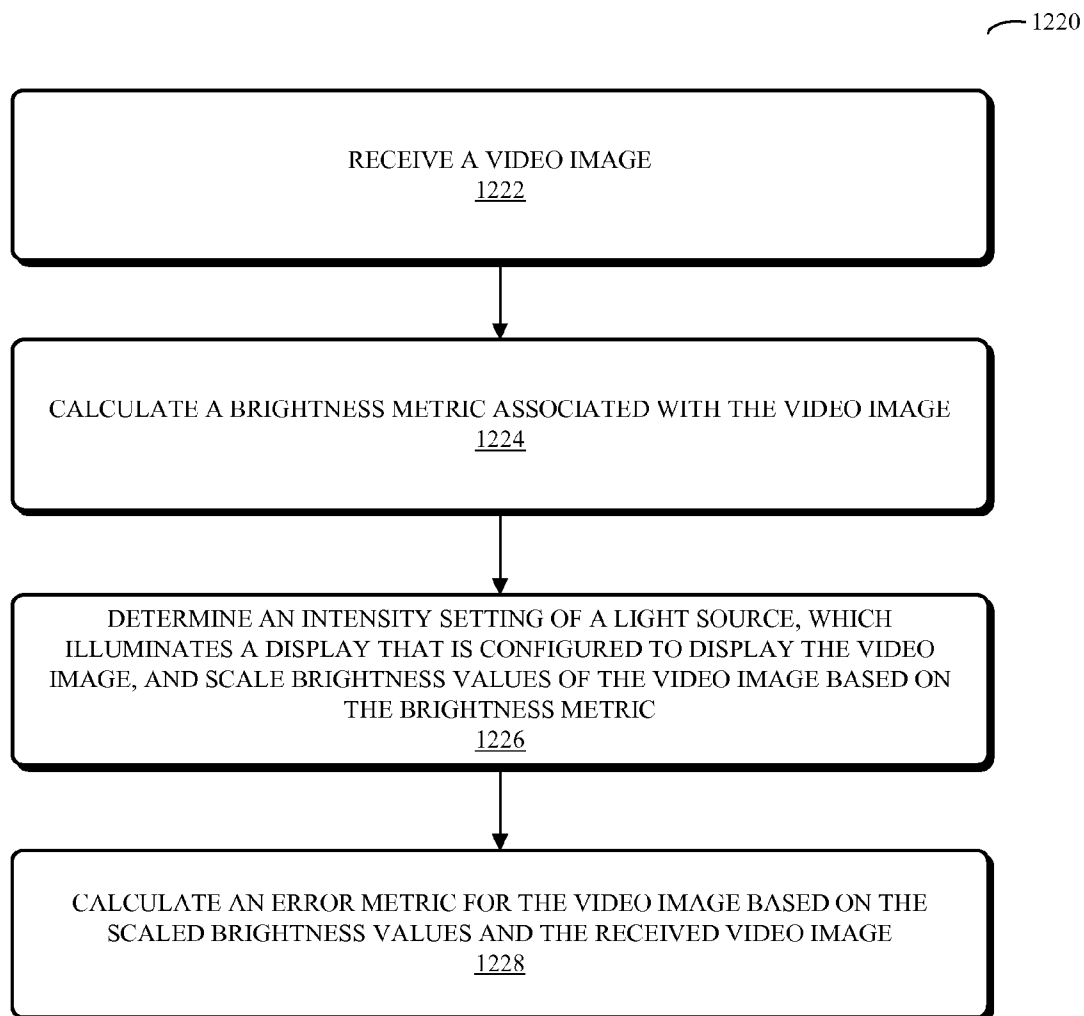 1220
RECEIVE A VIDEO IMAGE
1222
CALCULATE A BRIGHTNESS METRIC ASSOCIATED WITH THE VIDEO IMAGE
1224
DETERMINE AN INTENSITY SETTING OF A LIGHT SOURCE, WHICH
ILLUMINATES A DISPLAY THAT IS CONFIGURED TO DISPLAY THE VIDEO
IMAGE, AND SCALE BRIGHTNESS VALUES OF THE VIDEO IMAGE BASED ON
THE BRIGHTNESS METRIC
1226
CALCULATE AN ERROR METRIC FOR THE VIDEO IMAGE BASED ON THE
SCALED BRIGHTNESS VALUES AND THE RECEIVED VIDEO IMAGE
1228